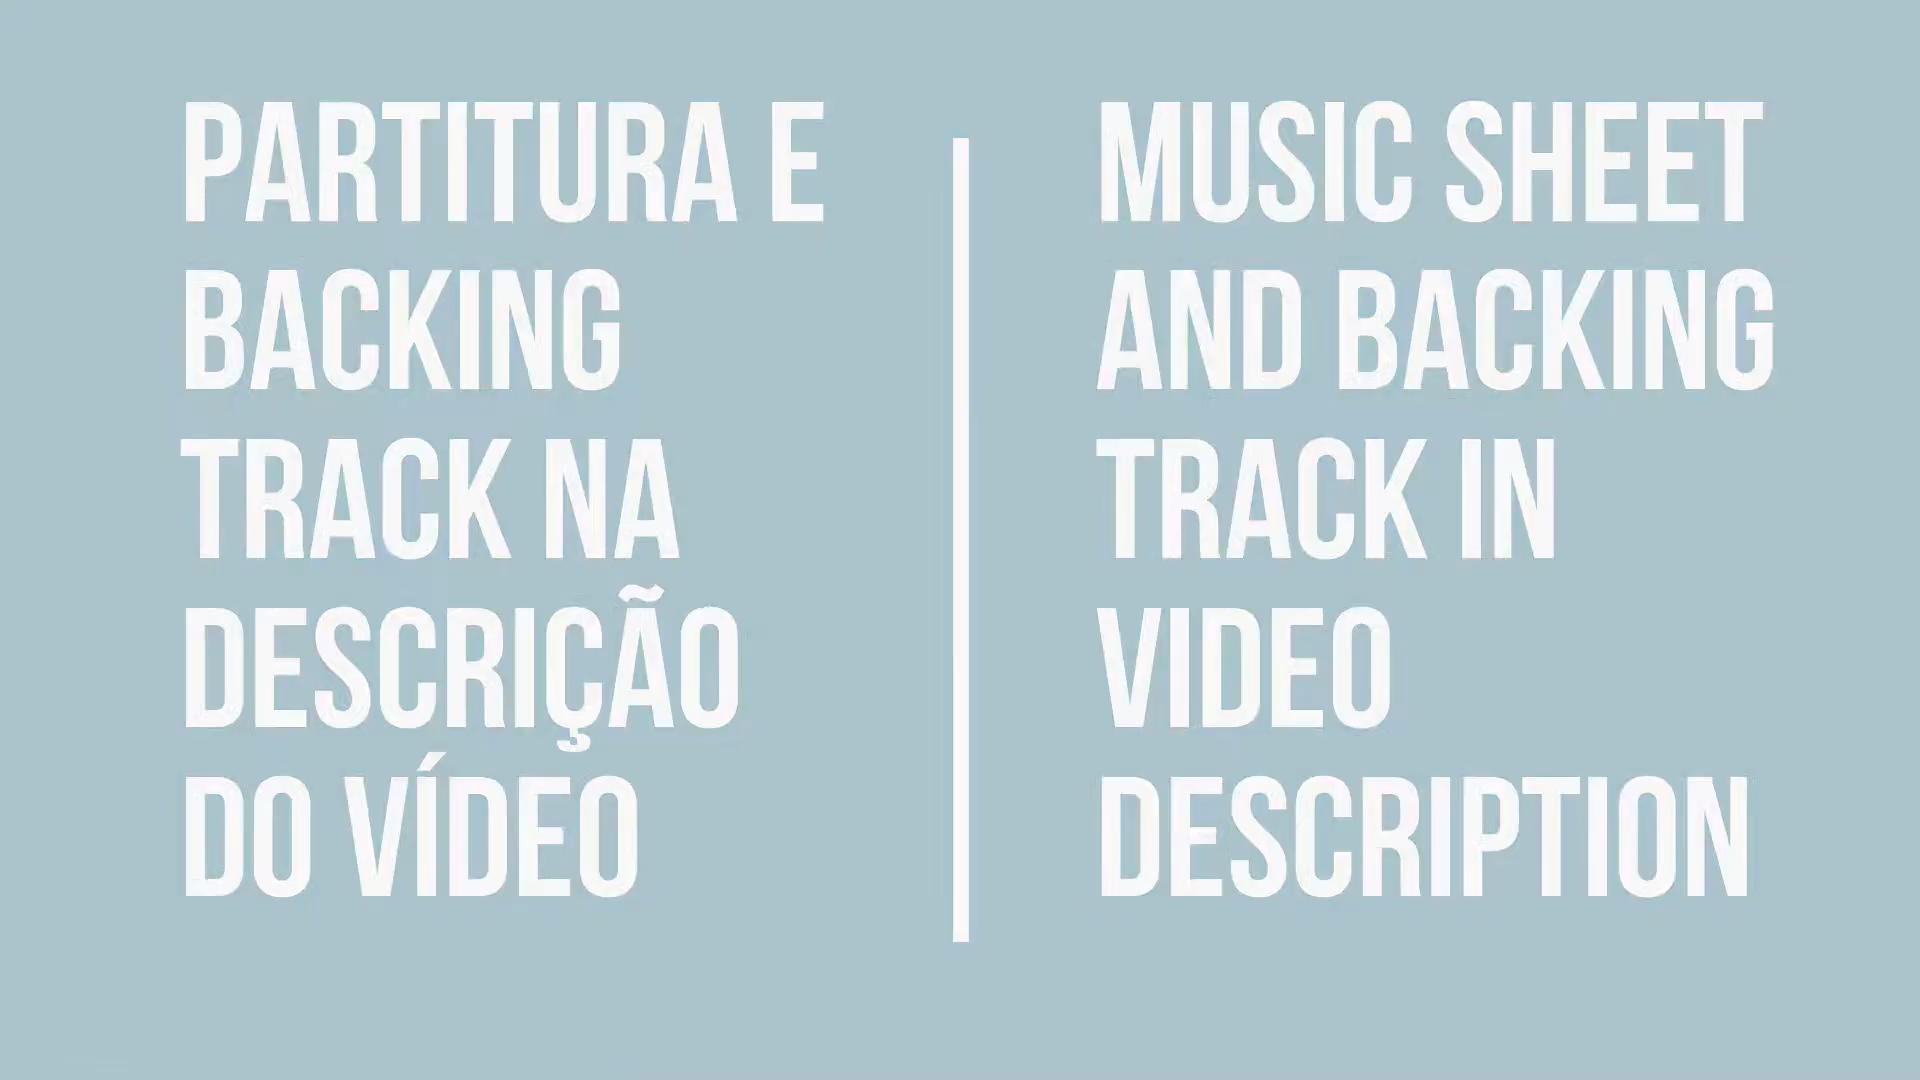 PARTITURA E
BACKING
TRACK NA
DESCRIÇÃO
DO VÍDEO
MUSIC SHEET
AND BACKING
TRACK IN
VIDEO
DESCRIPTION